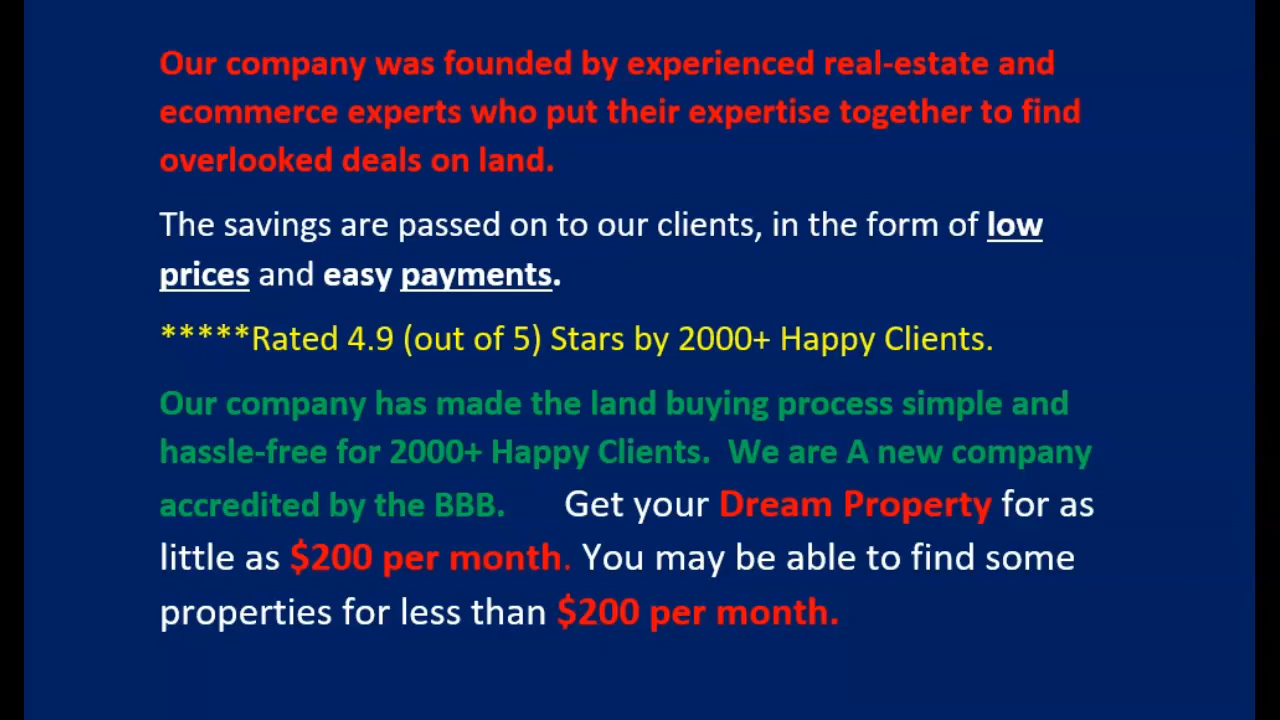 Our company was founded by experienced real-estate and
ecommerce experts who put their expertise together to find
overlooked deals on land.
The savings are passed on to our clients, in the form of low
prices and easy payments.
*****Rated 4.9 (out of 5) Stars by 2000+ Happy Clients.
Our company has made the land buying process simple and
hassle-free for 2000+ Happy Clients.  We are A new company
accredited by the BBB.      Get your Dream Property for as
little as $200 per month. You may be able to find some
properties for less than $200 per month.